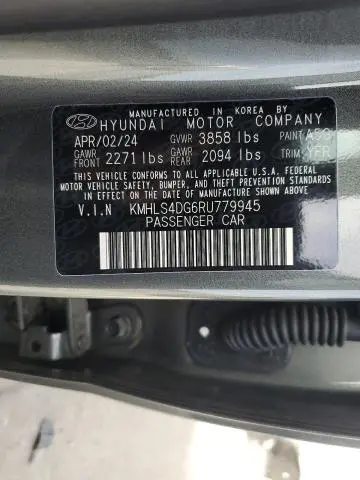 MANUFACTURED IN KOREA BY
HYUNDAI MOTOR COMPANY
APR/02/24 GVWR 3858 lbs PAINT A5G
GAWR FRONT 2271 lbs GAWR REAR 2094 lbs TRIM YFR
THIS VEHICLE CONFORMS TO ALL APPLICABLE U.S.A. FEDERAL
MOTOR VEHICLE SAFETY, BUMPER, AND THEFT PREVENTION
STANDARDS IN EFFECT ON THE DATE OF MANUFACTURE SHOWN ABOVE.
V.I.N KMHLS4DG6RU779945
PASSENGER CAR